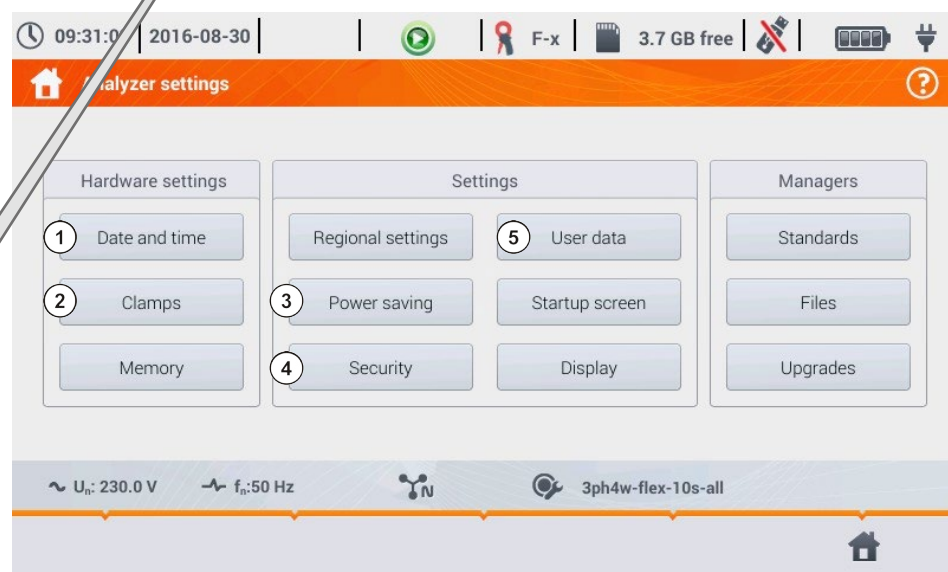 09:31:0 2016-08-30 F-x 3.7 GB free
Analyzer settings ?
Hardware settings Settings Managers
1 Date and time Regional settings 5 User data Standards
2 Clamps 3 Power saving Startup screen Files
Memory 4 Security Display Upgrades
Un: 230.0 V fn:50 Hz N 3ph4w-flex-10s-all